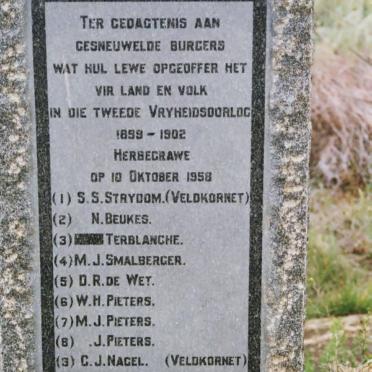 TER GEDAGTENIS AAN
GESNEUWELDE BURGERS
WAT HUL LEWE OPGEOFFER HET
VIR LAND EN VOLK
IN DIE TWEEDE VRYHEIDSOORLOG
1899 - 1902
HERBEGRAWE
OP 10 OKTOBER 1958
(1) S.S. STRYDOM. (VELDKORNET)
(2) N. BEUKES.
(3) TERBLANCHE.
(4) M.J. SMALBERGER.
(5) D.R. DE WET.
(6) W.H. PIETERS.
(7) M.J. PIETERS.
(8) .J. PIETERS.
(9) C.J. NAGEL. (VELDKORNET)